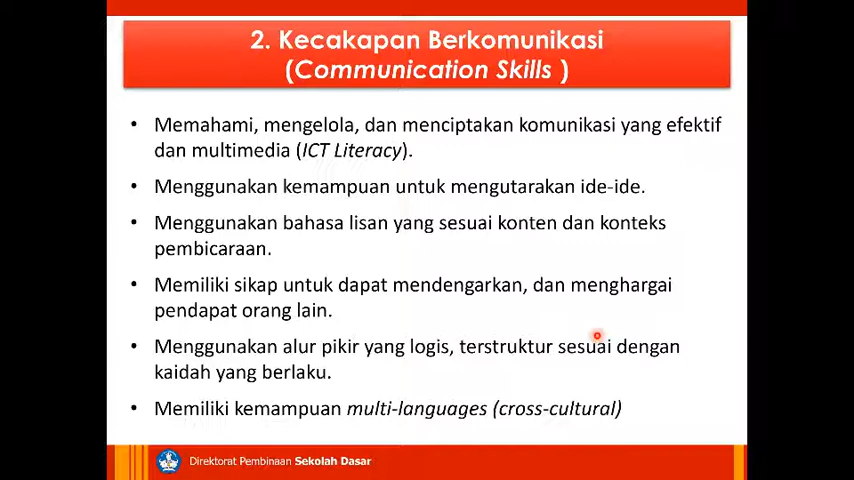 2. Kecakapan Berkomunikasi
(Communication Skills )
• Memahami, mengelola, dan menciptakan komunikasi yang efektif
dan multimedia (ICT Literacy).
• Menggunakan kemampuan untuk mengutarakan ide-ide.
• Menggunakan bahasa lisan yang sesuai konten dan konteks
pembicaraan.
• Memiliki sikap untuk dapat mendengarkan, dan menghargai
pendapat orang lain.
• Menggunakan alur pikir yang logis, terstruktur sesuai dengan
kaidah yang berlaku.
• Memiliki kemampuan multi-languages (cross-cultural)
Direktorat Pembinaan Sekolah Dasar